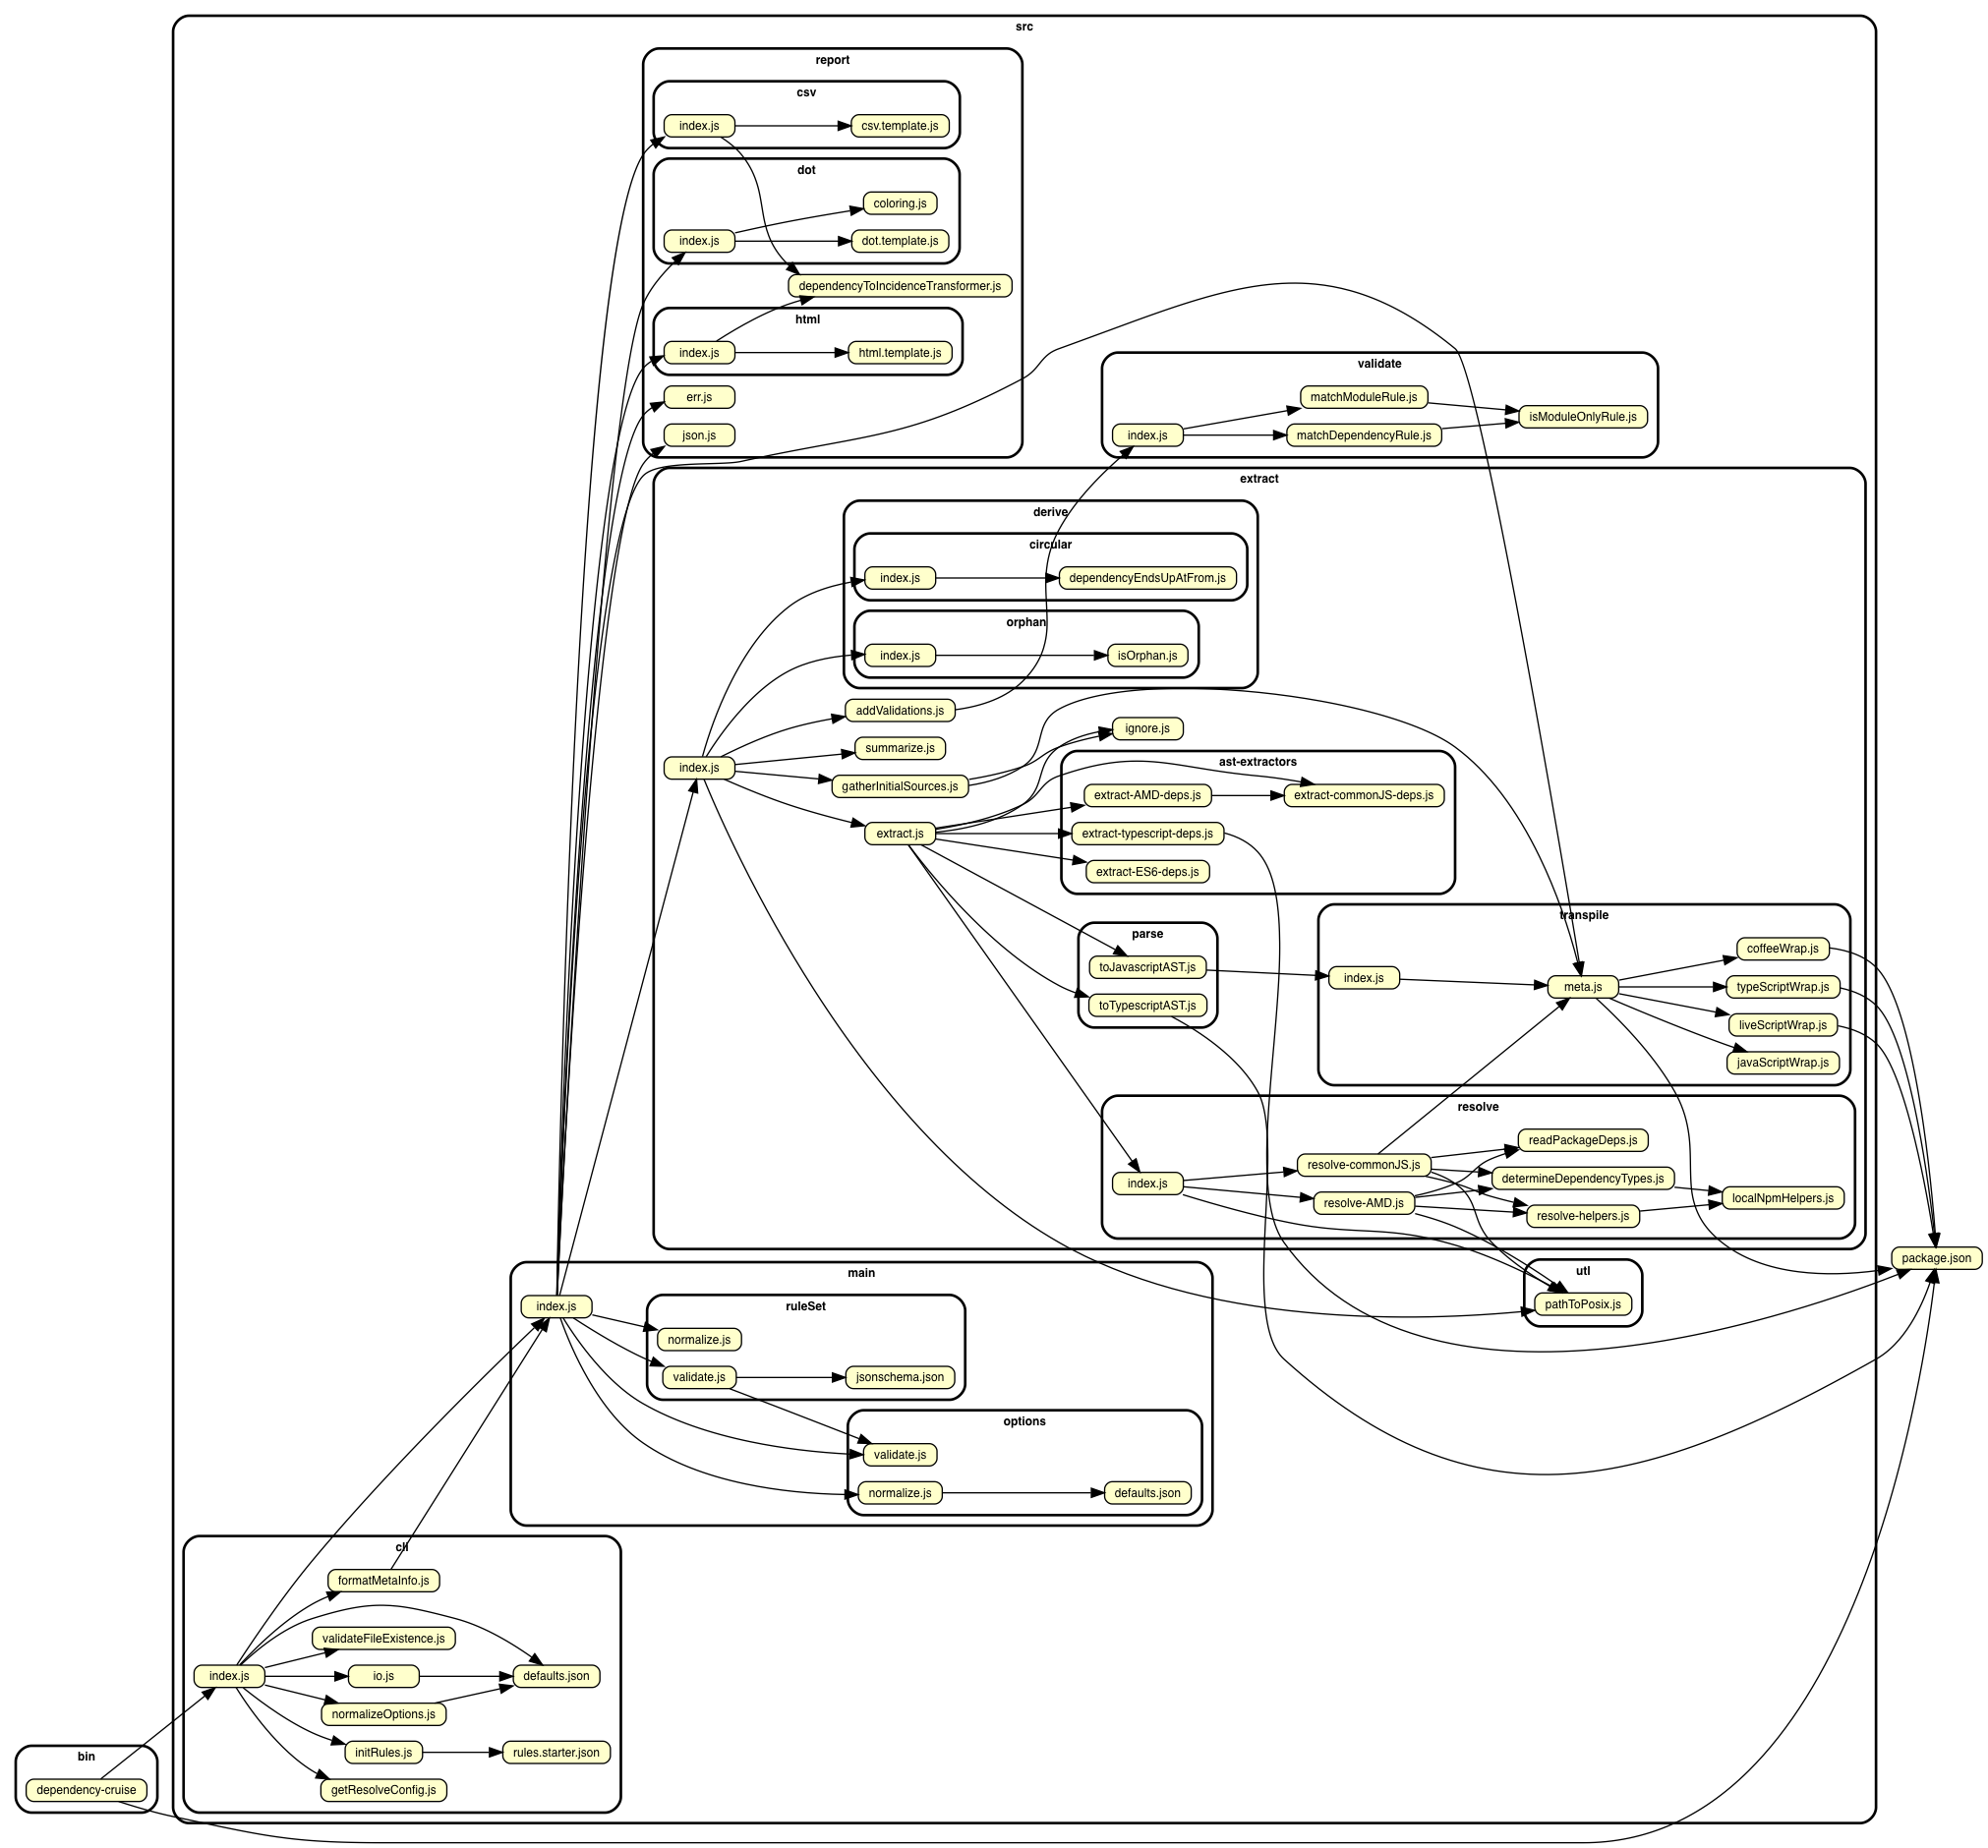 src
report
csv
index.js
csv.template.js
dot
coloring.js
index.js
dot.template.js
dependencyToIncidenceTransformer.js
html
index.js
html.template.js
err.js
json.js
validate
matchModuleRule.js
isModuleOnlyRule.js
index.js
matchDependencyRule.js
extract
derive
circular
index.js
dependencyEndsUpAtFrom.js
orphan
index.js
isOrphan.js
addValidations.js
ignore.js
summarize.js
index.js
gatherInitialSources.js
extract.js
ast-extractors
extract-AMD-deps.js
extract-commonJS-deps.js
extract-typescript-deps.js
extract-ES6-deps.js
parse
toJavascriptAST.js
toTypescriptAST.js
transpile
index.js
meta.js
coffeeWrap.js
typeScriptWrap.js
liveScriptWrap.js
javaScriptWrap.js
resolve
index.js
resolve-commonJS.js
resolve-AMD.js
readPackageDeps.js
determineDependencyTypes.js
resolve-helpers.js
localNpmHelpers.js
package.json
utl
pathToPosix.js
main
index.js
ruleSet
normalize.js
validate.js
jsonschema.json
options
validate.js
normalize.js
defaults.json
cli
formatMetaInfo.js
validateFileExistence.js
index.js
io.js
defaults.json
normalizeOptions.js
initRules.js
rules.starter.json
getResolveConfig.js
bin
dependency-cruise